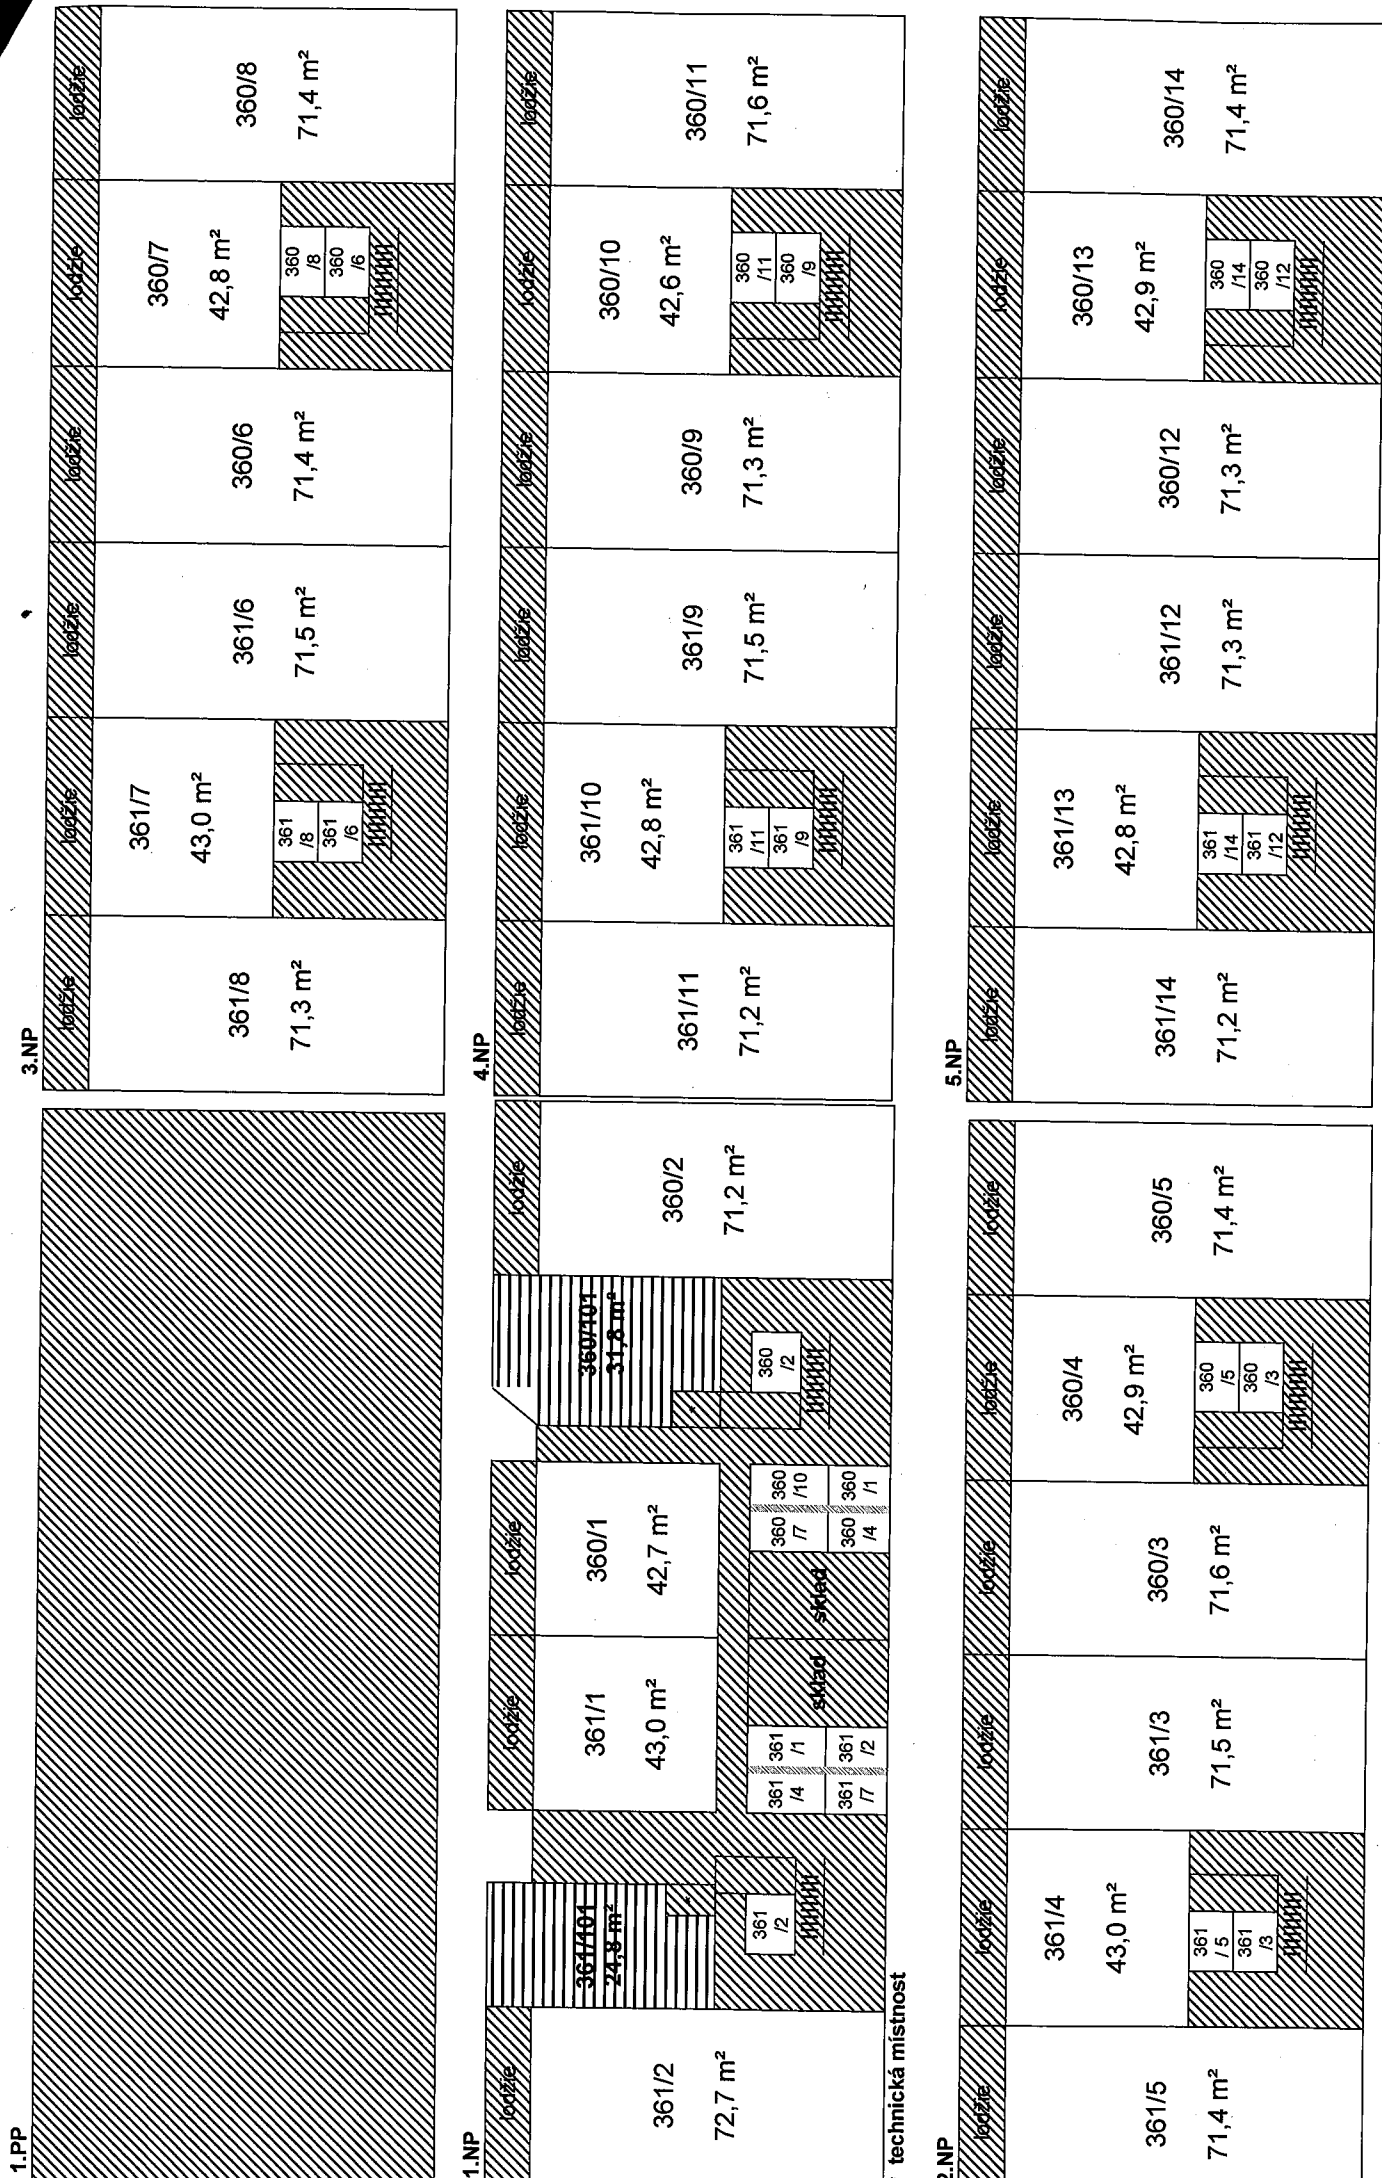 1.PP
3.NP
lodžie
lodžie
lodžie
lodžie
lodžie
lodžie
361/8
71,3 m²
361/7
43,0 m²
361
/8
361
/6
361/6
71,5 m²
360/6
71,4 m²
360/7
42,8 m²
360
/8
360
/6
360/8
71,4 m²
1.NP
lodžie
lodžie
lodžie
lodžie
361/2
72,7 m²
361/101
24,8 m²
*
361
/2
361/1
43,0 m²
361
/4
361
/1
361
/7
361
/2
sklad
sklad
360/1
42,7 m²
360
/7
360
/10
360
/4
360
/1
360/101
31,8 m²
*
360
/2
360/2
71,2 m²
technická místnost
4.NP
lodžie
lodžie
lodžie
lodžie
lodžie
lodžie
361/11
71,2 m²
361/10
42,8 m²
361
/11
361
/9
361/9
71,5 m²
360/9
71,3 m²
360/10
42,6 m²
360
/11
360
/9
360/11
71,6 m²
2.NP
lodžie
lodžie
lodžie
lodžie
lodžie
lodžie
361/5
71,4 m²
361/4
43,0 m²
361
/ 5
361
/3
361/3
71,5 m²
360/3
71,6 m²
360/4
42,9 m²
360
/5
360
/3
360/5
71,4 m²
5.NP
lodžie
lodžie
lodžie
lodžie
lodžie
lodžie
361/14
71,2 m²
361/13
42,8 m²
361
/14
361
/12
361/12
71,3 m²
360/12
71,3 m²
360/13
42,9 m²
360
/14
360
/12
360/14
71,4 m²